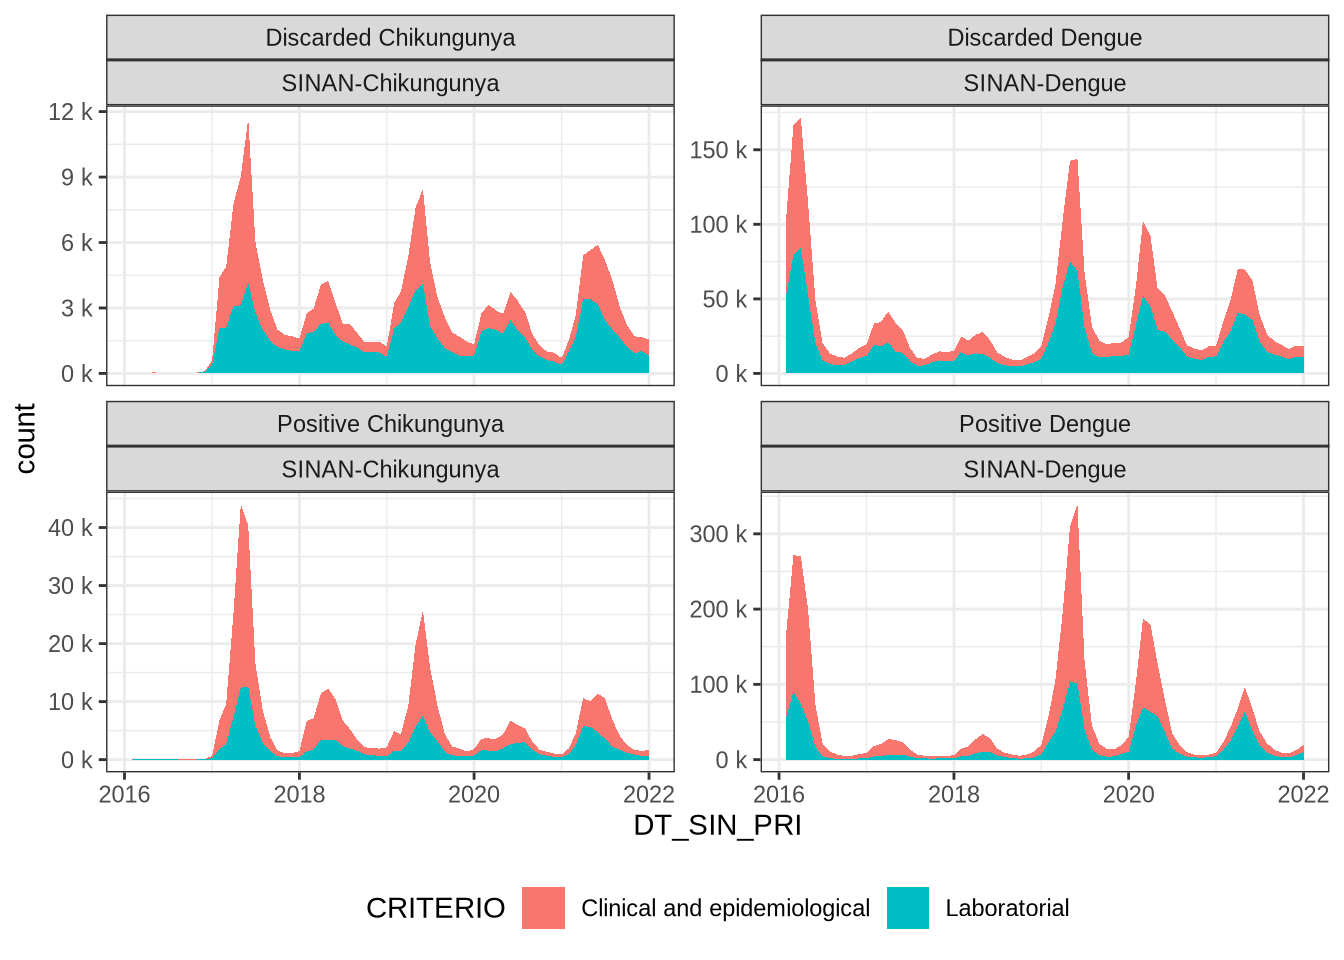 Discarded Chikungunya
SINAN-Chikungunya
12 k
9 k
6 k
3 k
0 k
Discarded Dengue
SINAN-Dengue
150 k
100 k
50 k
0 k
count
Positive Chikungunya
SINAN-Chikungunya
40 k
30 k
20 k
10 k
0 k
2016 2018 2020 2022
Positive Dengue
SINAN-Dengue
300 k
200 k
100 k
0 k
2016 2018 2020 2022
DT_SIN_PRI
CRITERIO Clinical and epidemiological Laboratorial